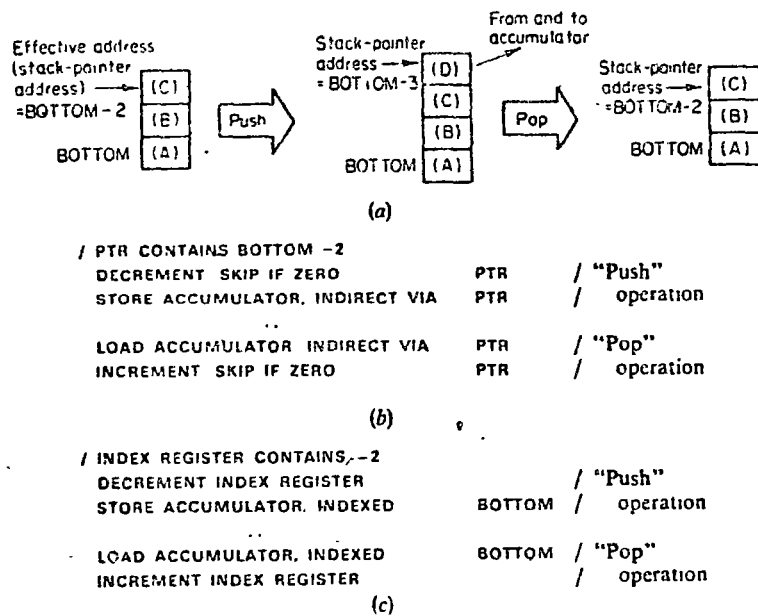 Effective address
(stack-pointer
address)
=BOTTOM-2
(C)
(B)
BOTTOM (A)
Push
Stack-pointer
address
=BOTTOM-3
(D)
(C)
(B)
BOTTOM (A)
From and to
accumulator
Pop
Stack-pointer
address
=BOTTOM-2
(C)
(B)
BOTTOM (A)
(a)
/ PTR CONTAINS BOTTOM -2
DECREMENT SKIP IF ZERO PTR / "Push"
STORE ACCUMULATOR, INDIRECT VIA PTR / operation
..
LOAD ACCUMULATOR INDIRECT VIA PTR / "Pop"
INCREMENT SKIP IF ZERO PTR / operation
(b)
/ INDEX REGISTER CONTAINS, -2
DECREMENT INDEX REGISTER / "Push"
STORE ACCUMULATOR, INDEXED BOTTOM / operation
..
LOAD ACCUMULATOR, INDEXED BOTTOM / "Pop"
INCREMENT INDEX REGISTER / operation
(c)